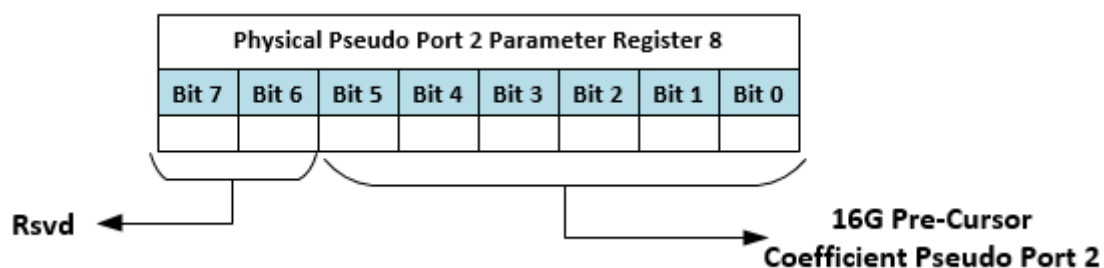 Physical Pseudo Port 2 Parameter Register 8
Bit 7 Bit 6 Bit 5 Bit 4 Bit 3 Bit 2 Bit 1 Bit 0
Rsvd
16G Pre-Cursor
Coefficient Pseudo Port 2